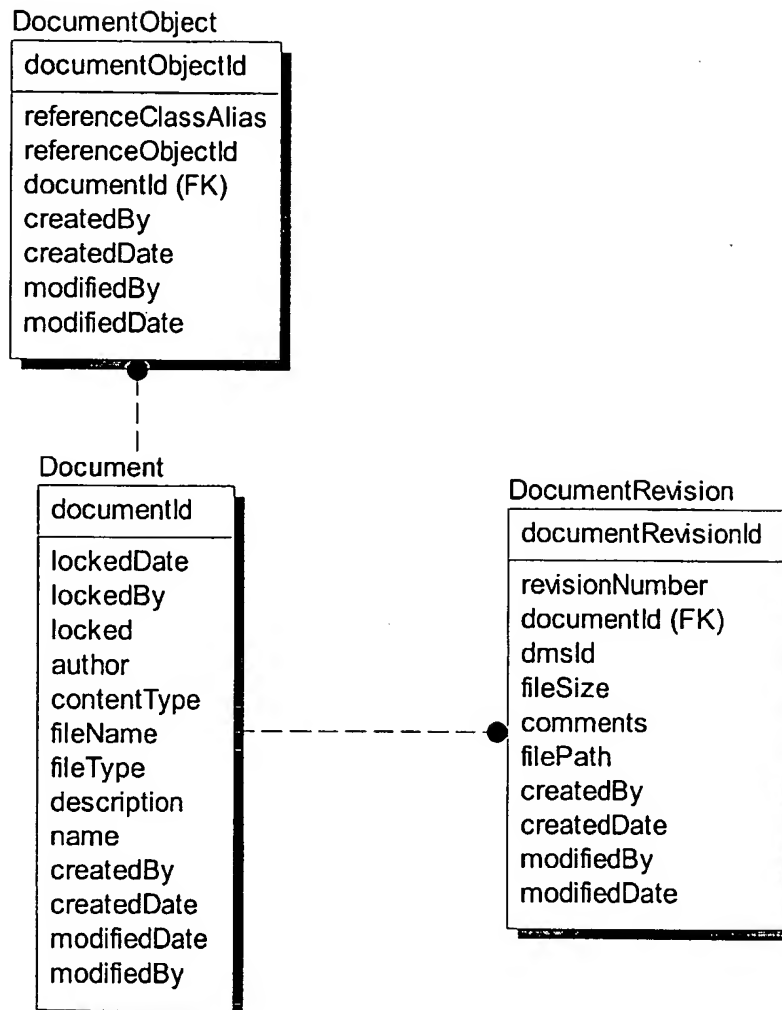 DocumentObject
documentObjectId
referenceClassAlias
referenceObjectId
documentId (FK)
createdBy
createdDate
modifiedBy
modifiedDate
Document
documentId
lockedDate
lockedBy
locked
author
contentType
fileName
fileType
description
name
createdBy
createdDate
modifiedDate
modifiedBy
DocumentRevision
documentRevisionId
revisionNumber
documentId (FK)
dmsId
fileSize
comments
filePath
createdBy
createdDate
modifiedBy
modifiedDate